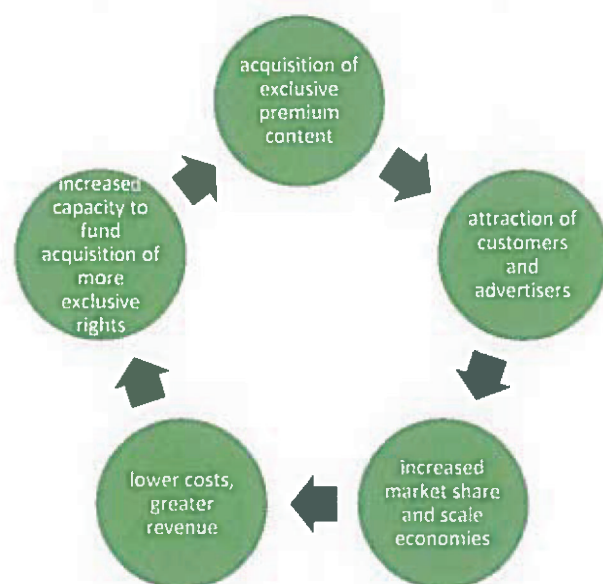 acquisition of
exclusive
premium
content
attraction of
customers
and
advertisers
increased
market share
and scale
economies
lower costs,
greater
revenue
increased
capacity to
fund
acquisition of
more
exclusive
rights